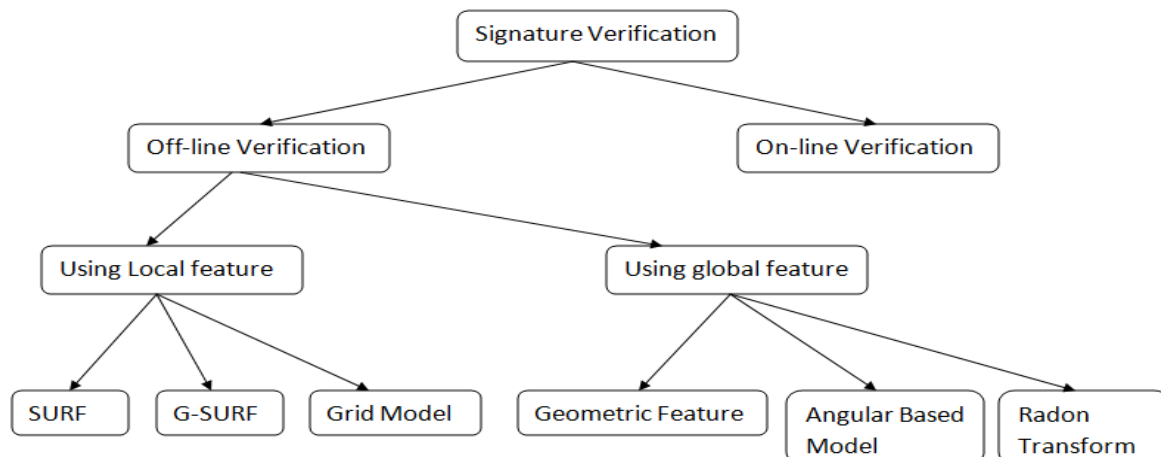 Signature Verification
Off-line Verification
On-line Verification
Using Local feature
Using global feature
SURF
G-SURF
Grid Model
Geometric Feature
Angular Based
Model
Radon
Transform